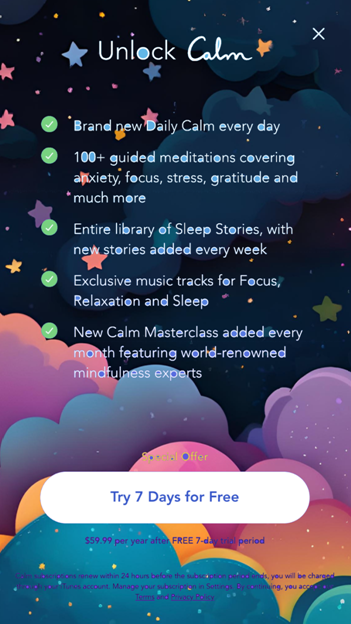 Unlock Calm
Brand new Daily Calm every day
100+ guided meditations covering
anxiety, focus, stress, gratitude and
much more
Entire library of Sleep Stories, with
new stories added every week
Exclusive music tracks for Focus,
Relaxation and Sleep
New Calm Masterclass added every
month featuring world-renowned
mindfulness experts
Special Offer
Try 7 Days for Free
$59.99 per year after FREE 7-day trial period
subscriptions renew within 24 hours before the subscription period ends, you will be charged
through your iTunes account. Manage your subscription in Settings. By continuing, you accept
Terms and Privacy Policy